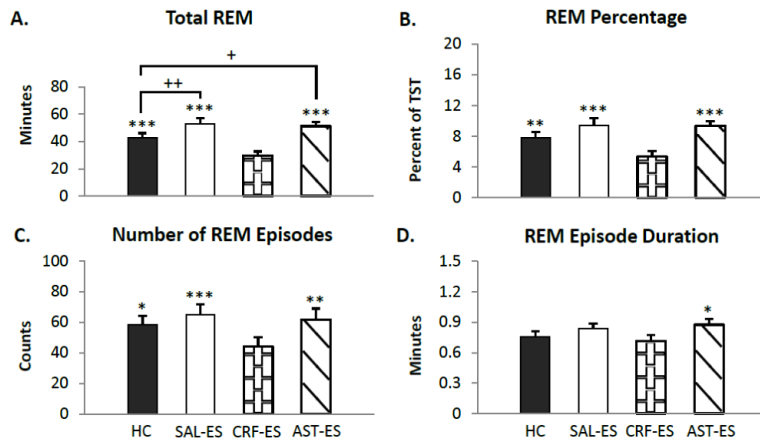 A.
Total REM
Minutes
80
60
40
20
0
+
++
***
***
***
B.
REM Percentage
Percent of TST
20
16
12
8
4
0
**
***
***
C.
Number of REM Episodes
Counts
100
80
60
40
20
0
*
***
**
HC SAL-ES CRF-ES AST-ES
D.
REM Episode Duration
Minutes
1.5
1.2
0.9
0.6
0.3
0
*
HC SAL-ES CRF-ES AST-ES